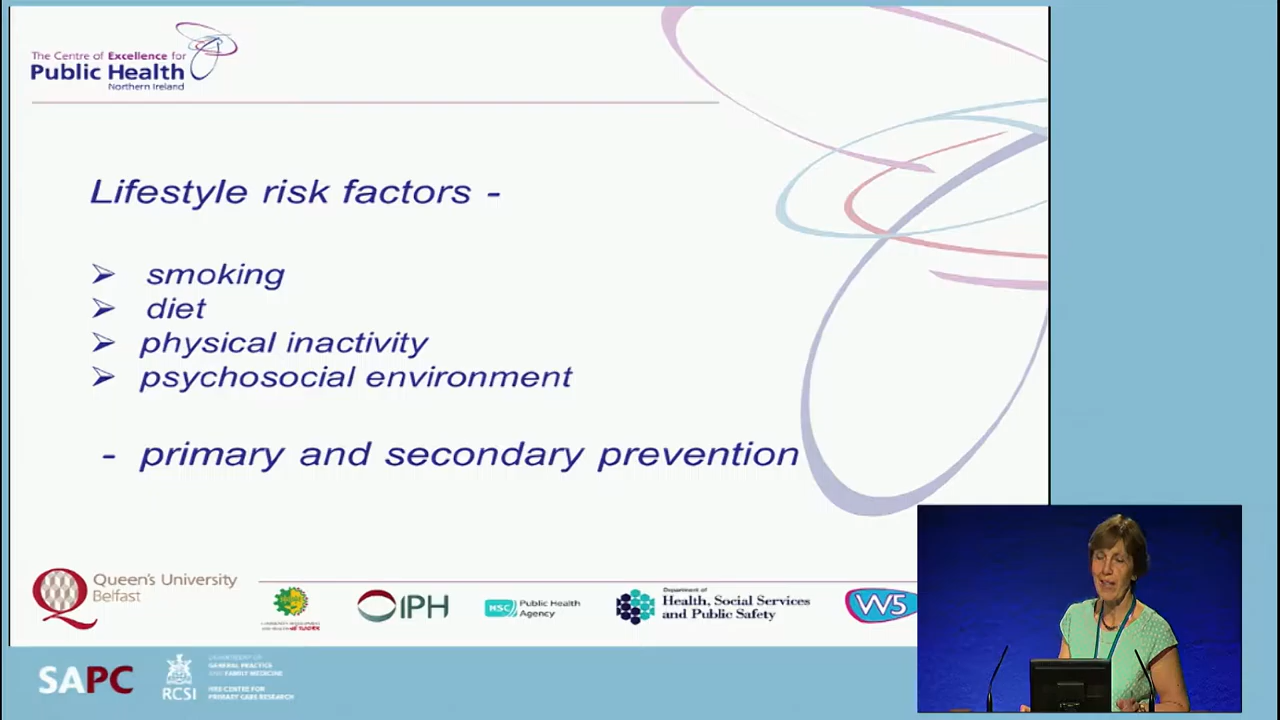 The Centre of Excellence for
Public Health
Northern Ireland
Lifestyle risk factors -
➢ smoking
➢ diet
➢ physical inactivity
➢ psychosocial environment
- primary and secondary prevention
Queen's University
Belfast
IPH
HSC Public Health
Agency
Department of
Health, Social Services
and Public Safety
W5
SAPC
RCSI
GENERAL PRACTICE
AND FAMILY MEDICINE
HRB CENTRE FOR
PRIMARY CARE RESEARCH